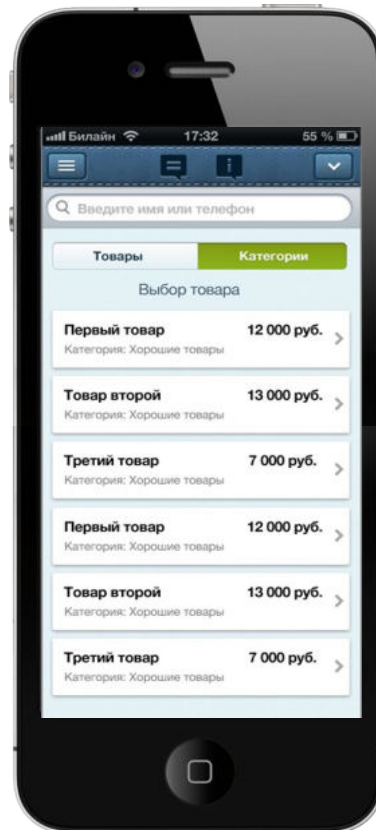 Билайн 17:32 55 %
Введите имя или телефон
Товары Категории
Выбор товара
Первый товар 12 000 руб.
Категория: Хорошие товары
Товар второй 13 000 руб.
Категория: Хорошие товары
Третий товар 7 000 руб.
Категория: Хорошие товары
Первый товар 12 000 руб.
Категория: Хорошие товары
Товар второй 13 000 руб.
Категория: Хорошие товары
Третий товар 7 000 руб.
Категория: Хорошие товары